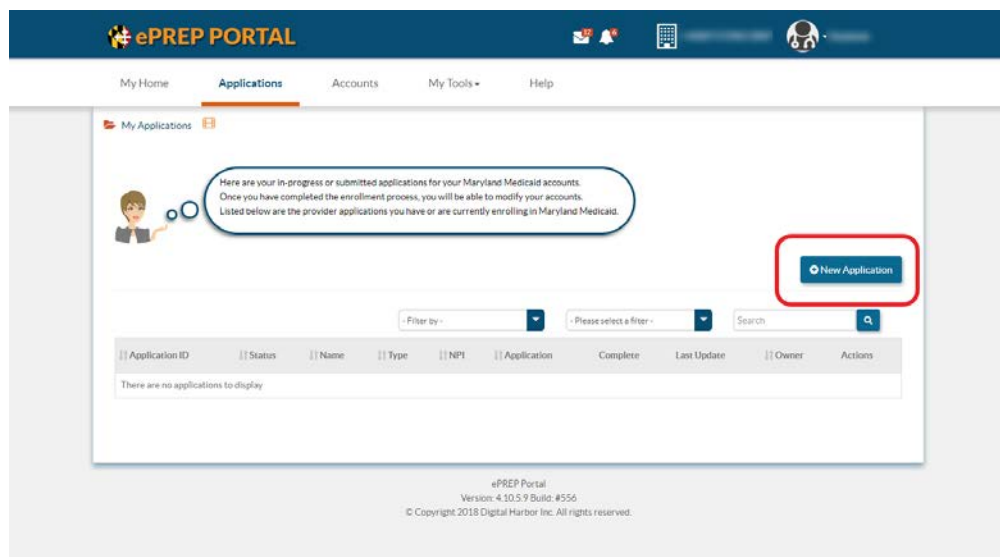 ePREP PORTAL
My Home Applications Accounts My Tools Help
My Applications
Here are your in-progress or submitted applications for your Maryland Medicaid accounts.
Once you have completed the enrollment process, you will be able to modify your accounts.
Listed below are the provider applications you have or are currently enrolling in Maryland Medicaid.
New Application
- Filter by - - Please select a filter - Search
Application ID Status Name Type NPI Application Complete Last Update Owner Actions
There are no applications to display
ePREP Portal
Version: 4.10.5.9 Build: #556
© Copyright 2018 Digital Harbor Inc. All rights reserved.